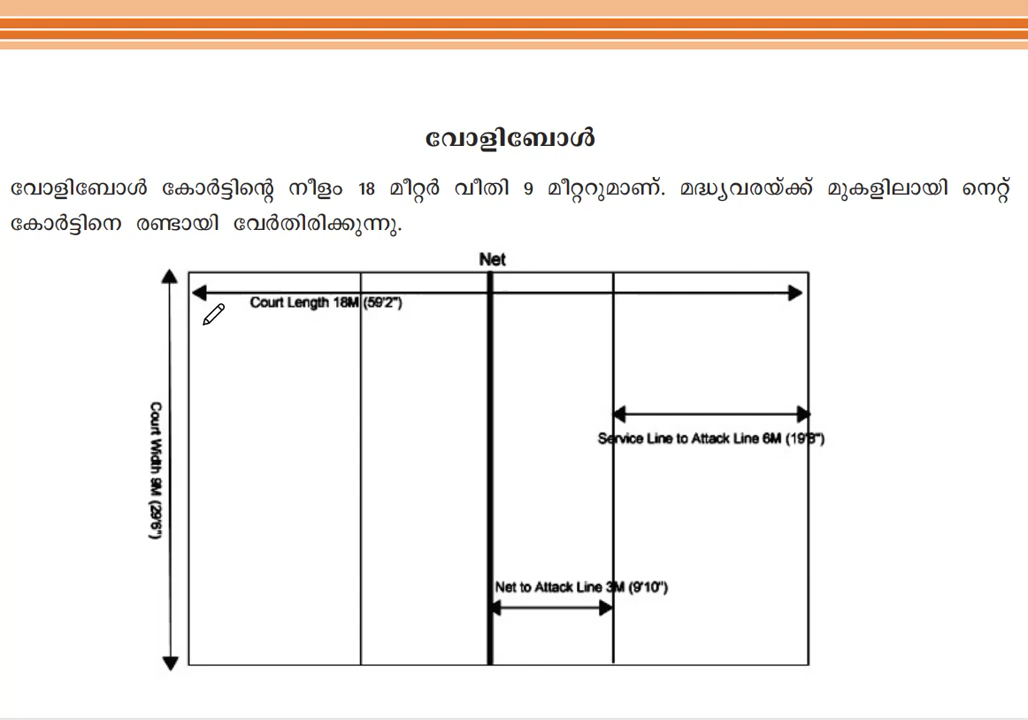 വോളിബോൾ
വോളിബോൾ കോർട്ടിന്റെ നീളം 18 മീറ്റർ വീതി 9 മീറ്ററുമാണ്. മദ്ധ്യവരയ്ക്ക് മുകളിലായി നെറ്റ്
കോർട്ടിനെ രണ്ടായി വേർതിരിക്കുന്നു.
Net
Court Length 18M (59'2")
Court Width 9M (29'6")
Service Line to Attack Line 6M (19'8")
Net to Attack Line 3M (9'10")